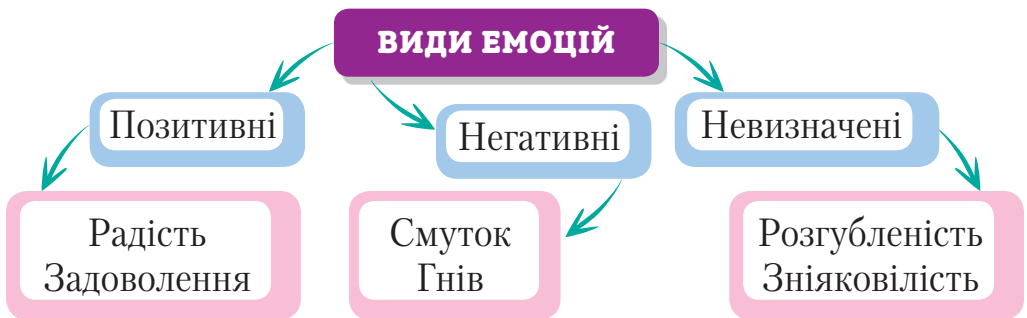 ВИДИ ЕМОЦІЙ
Позитивні
Негативні
Невизначені
Радість
Задоволення
Смуток
Гнів
Розгубленість
Зніяковілість